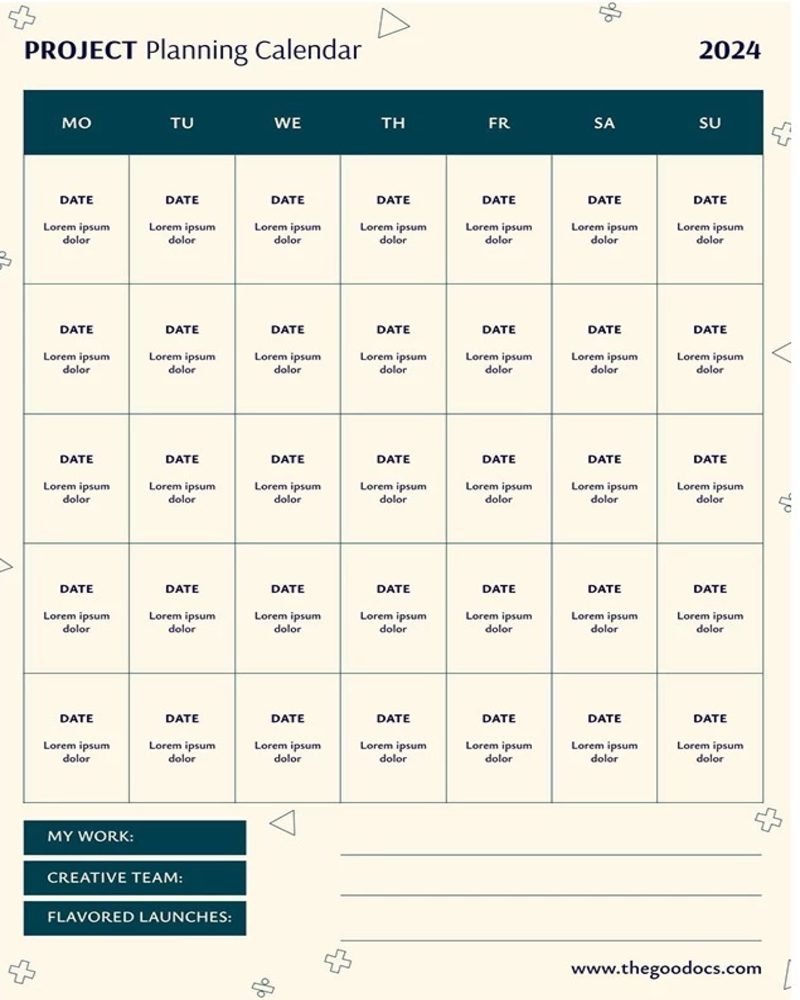 PROJECT Planning Calendar 2024
MO TU WE TH FR SA SU
DATE DATE DATE DATE DATE DATE DATE
Lorem ipsum Lorem ipsum Lorem ipsum Lorem ipsum Lorem ipsum Lorem ipsum Lorem ipsum
dolor dolor dolor dolor dolor dolor dolor
DATE DATE DATE DATE DATE DATE DATE
Lorem ipsum Lorem ipsum Lorem ipsum Lorem ipsum Lorem ipsum Lorem ipsum Lorem ipsum
dolor dolor dolor dolor dolor dolor dolor
DATE DATE DATE DATE DATE DATE DATE
Lorem ipsum Lorem ipsum Lorem ipsum Lorem ipsum Lorem ipsum Lorem ipsum Lorem ipsum
dolor dolor dolor dolor dolor dolor dolor
DATE DATE DATE DATE DATE DATE DATE
Lorem ipsum Lorem ipsum Lorem ipsum Lorem ipsum Lorem ipsum Lorem ipsum Lorem ipsum
dolor dolor dolor dolor dolor dolor dolor
DATE DATE DATE DATE DATE DATE DATE
Lorem ipsum Lorem ipsum Lorem ipsum Lorem ipsum Lorem ipsum Lorem ipsum Lorem ipsum
dolor dolor dolor dolor dolor dolor dolor
MY WORK:
CREATIVE TEAM:
FLAVORED LAUNCHES:
www.thegoodocs.com